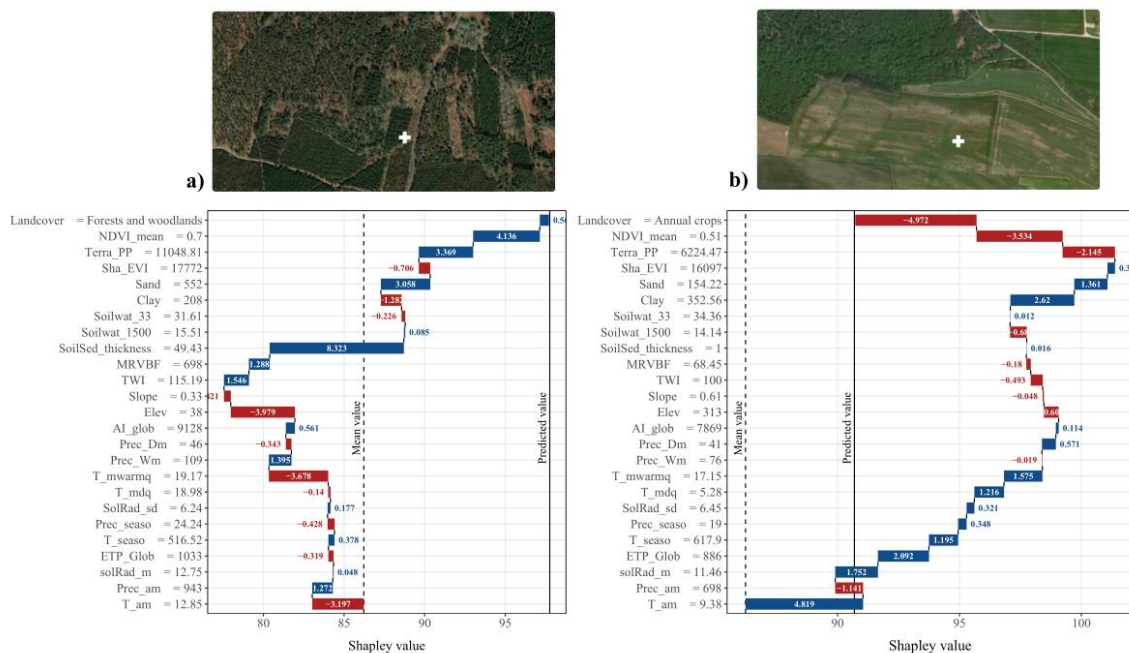 a)
b)
Landcover = Forests and woodlands
NDVI_mean = 0.7
Terra_PP = 11048.81
Sha_EVI = 17772
Sand = 552
Clay = 208
Soilwat_33 = 31.61
Soilwat_1500 = 15.51
SoilSed_thickness = 49.43
MRVBF = 698
TWI = 115.19
Slope = 0.33
Elev = 38
AI_glob = 9128
Prec_Dm = 46
Prec_Wm = 109
T_mwarmq = 19.17
T_mdq = 18.98
SolRad_sd = 6.24
Prec_seaso = 24.24
T_seaso = 516.52
ETP_Glob = 1033
solRad_m = 12.75
Prec_am = 943
T_am = 12.85
4.136
3.369
−0.706
3.058
−1.282
−0.226
0.085
8.323
1.288
1.546
−3.979
0.561
−0.343
1.395
−3.678
−0.14
0.177
−0.428
0.378
−0.319
0.048
1.272
−3.197
Mean value
Predicted value
80 85 90 95
Shapley value
Landcover = Annual crops
NDVI_mean = 0.51
Terra_PP = 6224.47
Sha_EVI = 16097
Sand = 154.22
Clay = 352.56
Soilwat_33 = 34.36
Soilwat_1500 = 14.14
SoilSed_thickness = 1
MRVBF = 68.45
TWI = 100
Slope = 0.61
Elev = 313
AI_glob = 7869
Prec_Dm = 41
Prec_Wm = 76
T_mwarmq = 17.15
T_mdq = 5.28
SolRad_sd = 6.45
Prec_seaso = 19
T_seaso = 617.9
ETP_Glob = 886
solRad_m = 11.46
Prec_am = 698
T_am = 9.38
−4.972
−3.534
−2.145
1.361
2.62
0.012
0.016
−0.18
−0.493
−0.048
0.114
0.571
−0.019
1.575
1.216
0.321
0.348
1.195
2.092
1.752
−1.141
4.819
Mean value
Predicted value
90 95 100
Shapley value